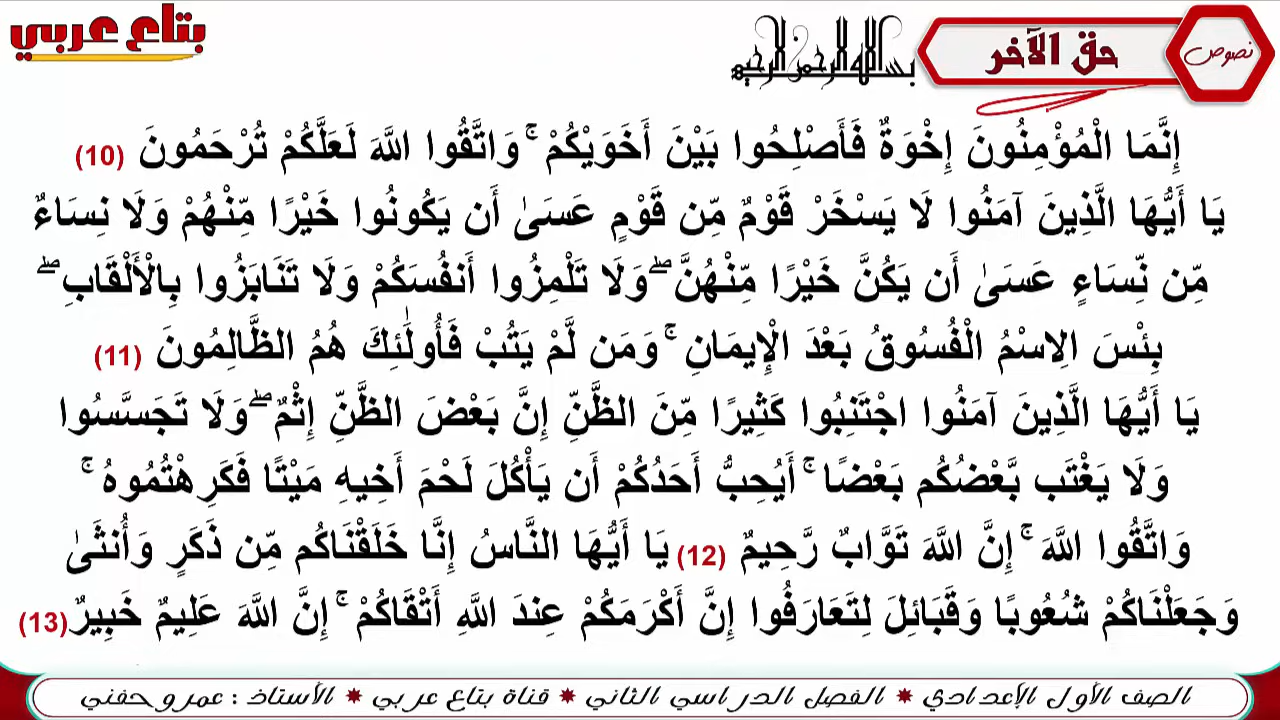 بتاع عربي
بسم الله الرحمن الرحيم
حق الآخر
نصوص
إِنَّمَا الْمُؤْمِنُونَ إِخْوَةٌ فَأَصْلِحُوا بَيْنَ أَخَوَيْكُمْ ۚ وَاتَّقُوا اللَّهَ لَعَلَّكُمْ تُرْحَمُونَ (10)
يَا أَيُّهَا الَّذِينَ آمَنُوا لَا يَسْخَرْ قَوْمٌ مِّن قَوْمٍ عَسَىٰ أَن يَكُونُوا خَيْرًا مِّنْهُمْ وَلَا نِسَاءٌ
مِّن نِّسَاءٍ عَسَىٰ أَن يَكُنَّ خَيْرًا مِّنْهُنَّ ۖ وَلَا تَلْمِزُوا أَنفُسَكُمْ وَلَا تَنَابَزُوا بِالْأَلْقَابِ ۖ
بِئْسَ الِاسْمُ الْفُسُوقُ بَعْدَ الْإِيمَانِ ۚ وَمَن لَّمْ يَتُبْ فَأُولَٰئِكَ هُمُ الظَّالِمُونَ (11)
يَا أَيُّهَا الَّذِينَ آمَنُوا اجْتَنِبُوا كَثِيرًا مِّنَ الظَّنِّ إِنَّ بَعْضَ الظَّنِّ إِثْمٌ ۖ وَلَا تَجَسَّسُوا
وَلَا يَغْتَب بَّعْضُكُم بَعْضًا ۚ أَيُحِبُّ أَحَدُكُمْ أَن يَأْكُلَ لَحْمَ أَخِيهِ مَيْتًا فَكَرِهْتُمُوهُ ۚ
وَاتَّقُوا اللَّهَ ۚ إِنَّ اللَّهَ تَوَّابٌ رَّحِيمٌ (12) يَا أَيُّهَا النَّاسُ إِنَّا خَلَقْنَاكُم مِّن ذَكَرٍ وَأُنثَىٰ
وَجَعَلْنَاكُمْ شُعُوبًا وَقَبَائِلَ لِتَعَارَفُوا إِنَّ أَكْرَمَكُمْ عِندَ اللَّهِ أَتْقَاكُمْ ۚ إِنَّ اللَّهَ عَلِيمٌ خَبِيرٌ (13)
الصف الأول الإعدادي * الفصل الدراسي الثاني * قناة بتاع عربي * الأستاذ : عمرو حفني